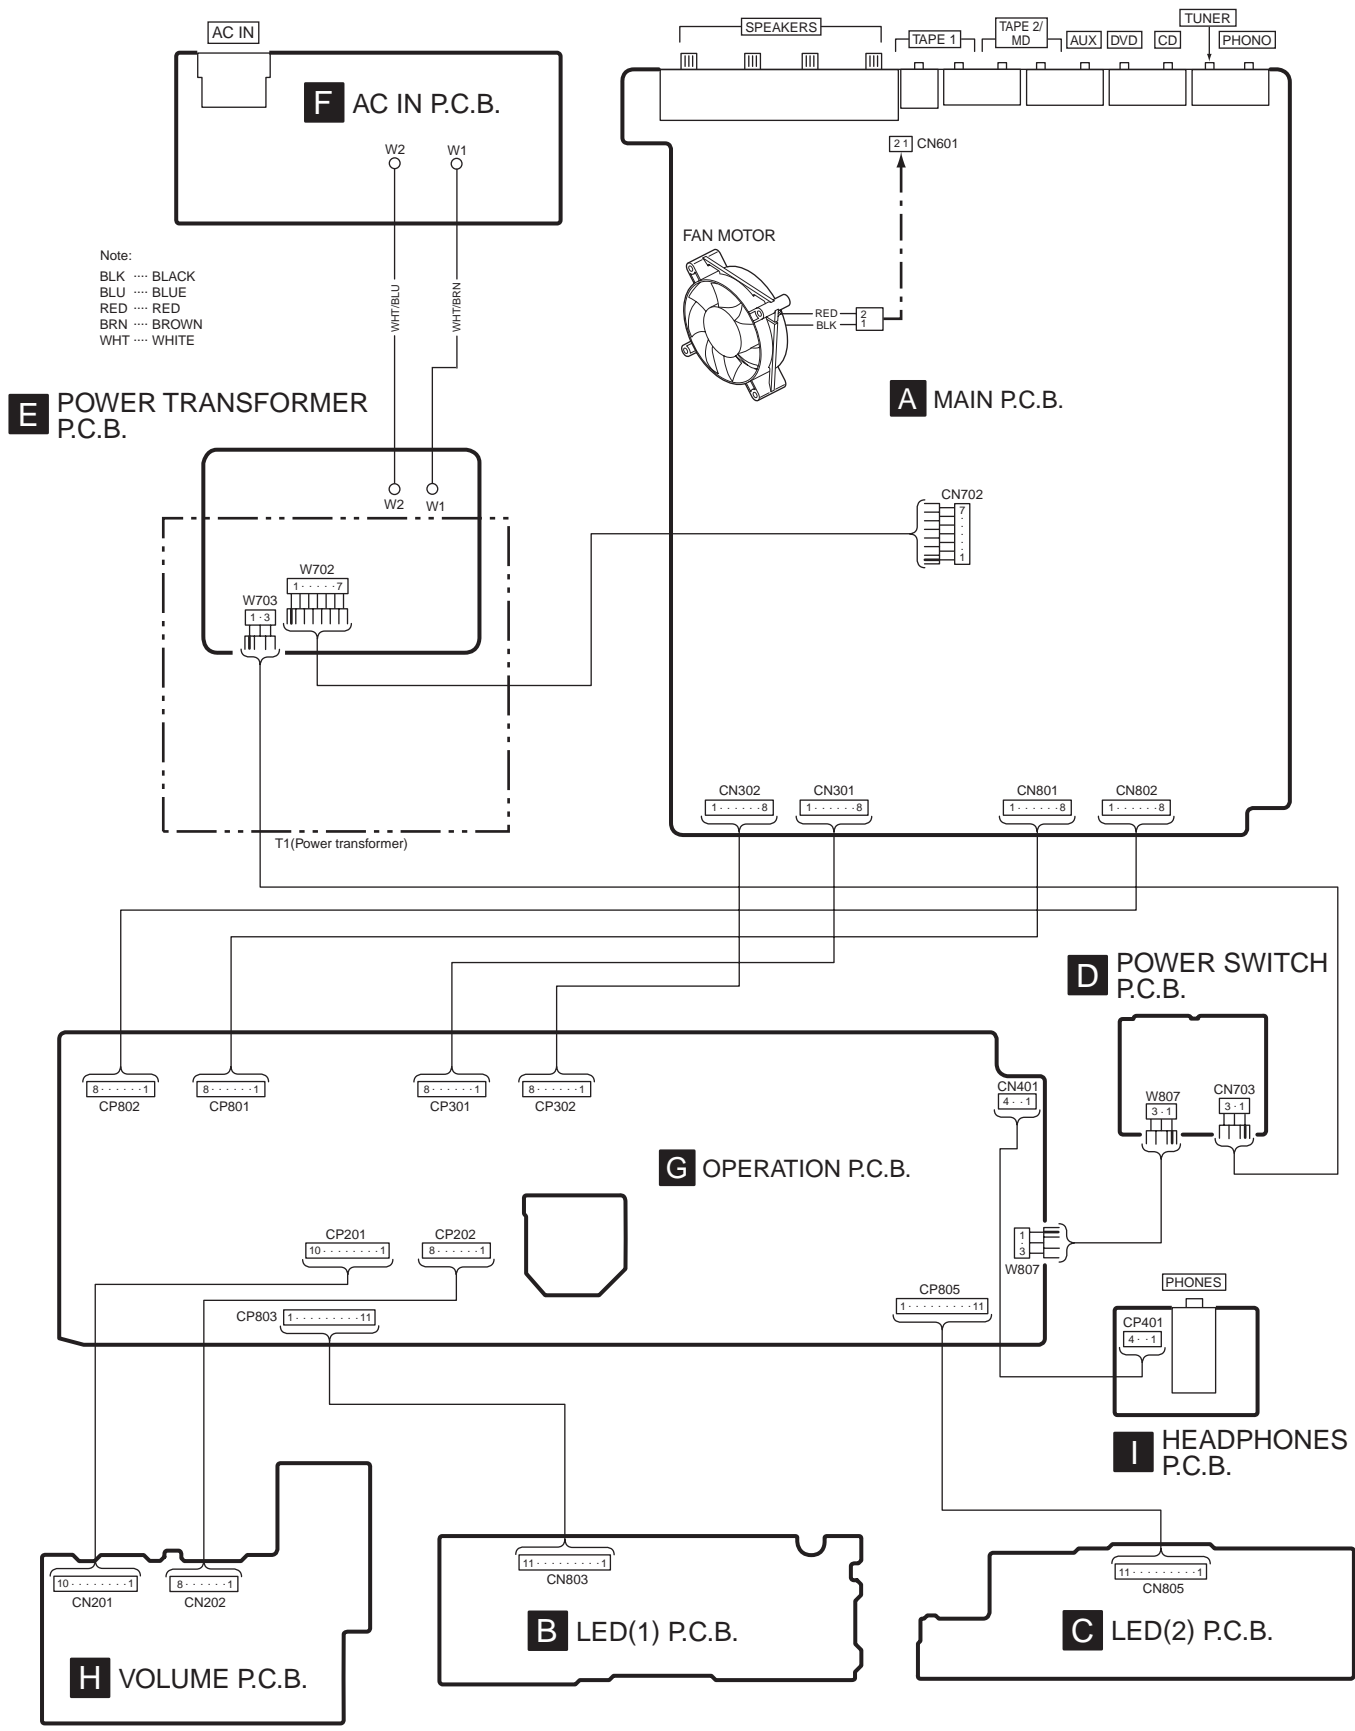 AC IN
F AC IN P.C.B.
W2
W1
WHT/BLU
WHT/BRN
Note:
BLK ···· BLACK
BLU ···· BLUE
RED ···· RED
BRN ···· BROWN
WHT ···· WHITE
E POWER TRANSFORMER
P.C.B.
W2
W1
W702
1·····7
W703
1·3
T1(Power transformer)
SPEAKERS
TAPE 1
TAPE 2/
MD
AUX
DVD
CD
TUNER
PHONO
2 1 CN601
FAN MOTOR
RED
BLK
2
1
A MAIN P.C.B.
CN702
7
·
·
·
·
·
1
CN302
1······8
CN301
1······8
CN801
1······8
CN802
1······8
D POWER SWITCH
P.C.B.
W807
3·1
CN703
3·1
8······1
CP802
8······1
CP801
8······1
CP301
8······1
CP302
CN401
4··1
G OPERATION P.C.B.
CP201
10········1
CP202
8······1
CP803
1·········11
1
·
3
W807
CP805
1·········11
PHONES
CP401
4··1
I HEADPHONES
P.C.B.
10········1
CN201
8······1
CN202
H VOLUME P.C.B.
11·········1
CN803
B LED(1) P.C.B.
11·········1
CN805
C LED(2) P.C.B.